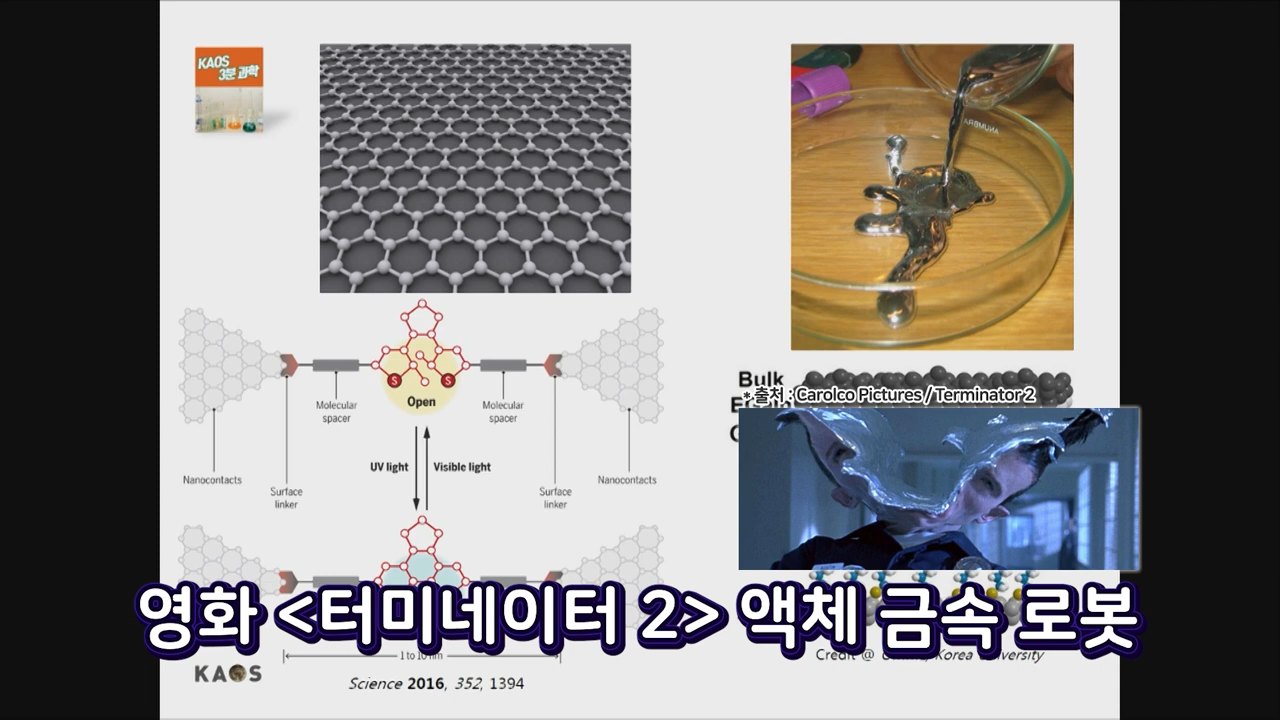 KAOS
3분 과학
ANUMBRA
S
S
Open
Molecular
spacer
Molecular
spacer
UV light
Visible light
Nanocontacts
Surface
linker
Surface
linker
Nanocontacts
Bulk
* 출처 : Carolco Pictures / Terminator 2
영화 <터미네이터 2> 액체 금속 로봇
1 to 10 nm
Credit @
Korea University
KAOS
Science 2016, 352, 1394